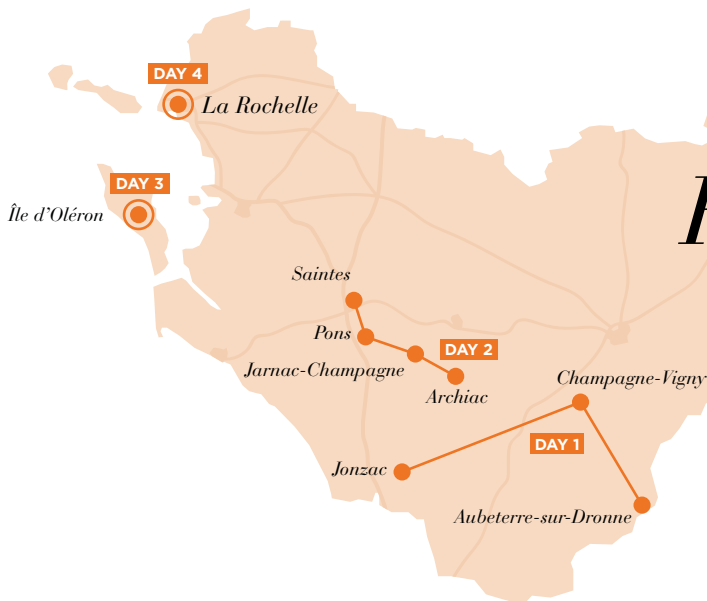 DAY 4
La Rochelle
DAY 3
Île d'Oléron
Saintes
Pons
DAY 2
Jarnac-Champagne
Archiac
Champagne-Vigny
DAY 1
Jonzac
Aubeterre-sur-Dronne